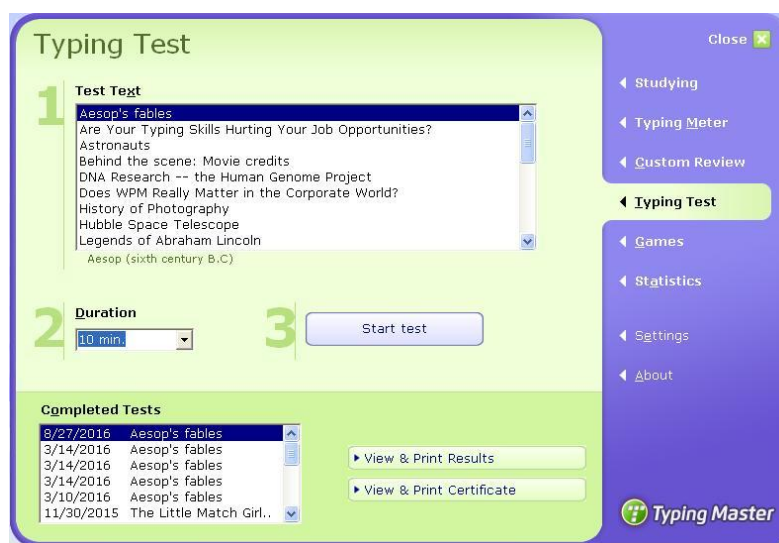 Typing Test
Close
1
Test Text
Aesop's fables
Are Your Typing Skills Hurting Your Job Opportunities?
Astronauts
Behind the scene: Movie credits
DNA Research -- the Human Genome Project
Does WPM Really Matter in the Corporate World?
History of Photography
Hubble Space Telescope
Legends of Abraham Lincoln
Aesop (sixth century B.C)
2
Duration
10 min.
3
Start test
Completed Tests
8/27/2016 Aesop's fables
3/14/2016 Aesop's fables
3/14/2016 Aesop's fables
3/14/2016 Aesop's fables
3/10/2016 Aesop's fables
11/30/2015 The Little Match Girl..
View & Print Results
View & Print Certificate
Studying
Typing Meter
Custom Review
Typing Test
Games
Statistics
Settings
About
Typing Master